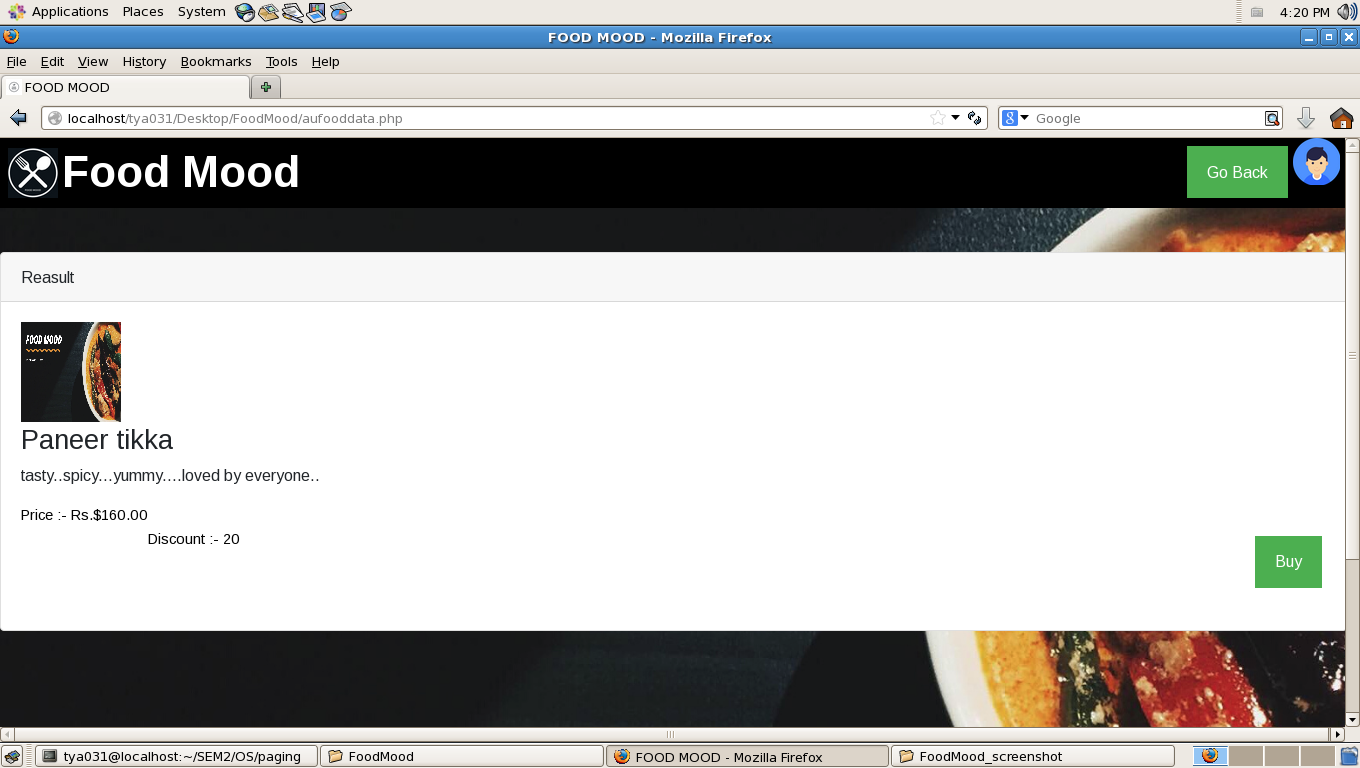 Applications Places System 4:20 PM
FOOD MOOD - Mozilla Firefox
File Edit View History Bookmarks Tools Help
FOOD MOOD
localhost/tya031/Desktop/FoodMood/aufooddata.php Google
Food Mood
Go Back
Reasult
FOOD MOOD
Paneer tikka
tasty..spicy...yummy....loved by everyone..
Price :- Rs.$160.00
Discount :- 20
Buy
tya031@localhost:~/SEM2/OS/paging FoodMood FOOD MOOD - Mozilla Firefox FoodMood_screenshot